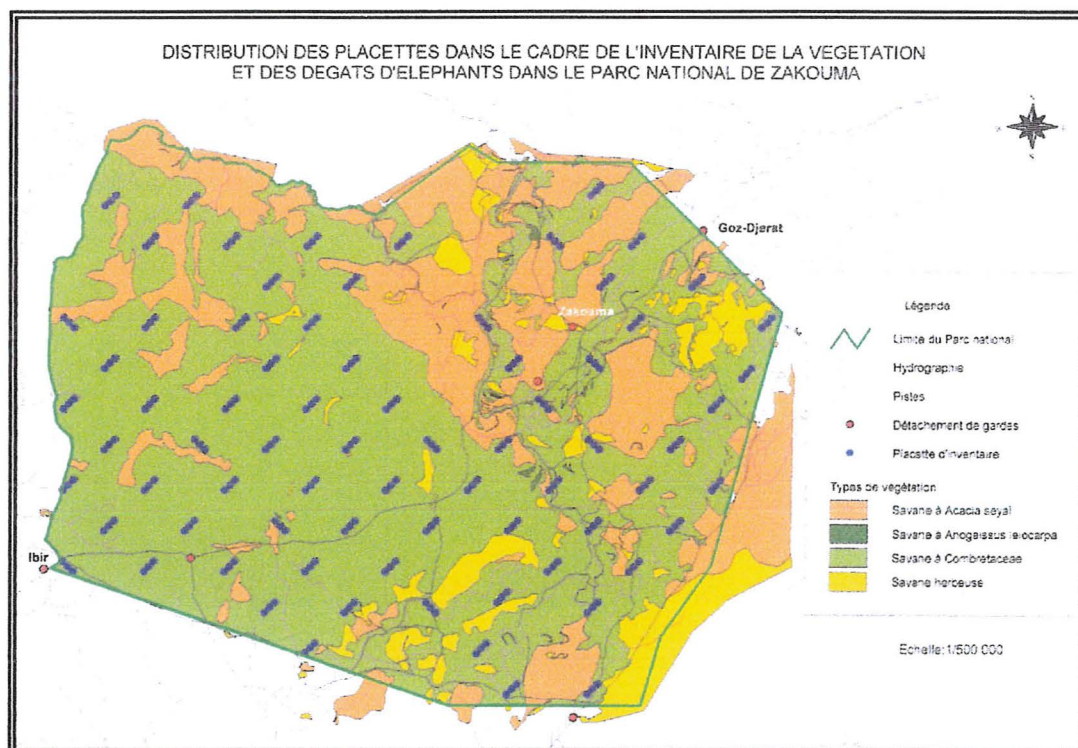 DISTRIBUTION DES PLACETTES DANS LE CADRE DE L'INVENTAIRE DE LA VEGETATION
ET DES DEGATS D'ELEPHANTS DANS LE PARC NATIONAL DE ZAKOUMA
Goz-Djerat
Zakouma
Ibir
Légende
Limite du Parc national
Hydrographie
Pistes
Détachement de gardes
Placette d'inventaire
Types de vegétation
Savane à Acacia seyal
Savane à Anogeissus leiocarpa
Savane à Combretaceae
Savane herbeuse
Echelle: 1/500 000